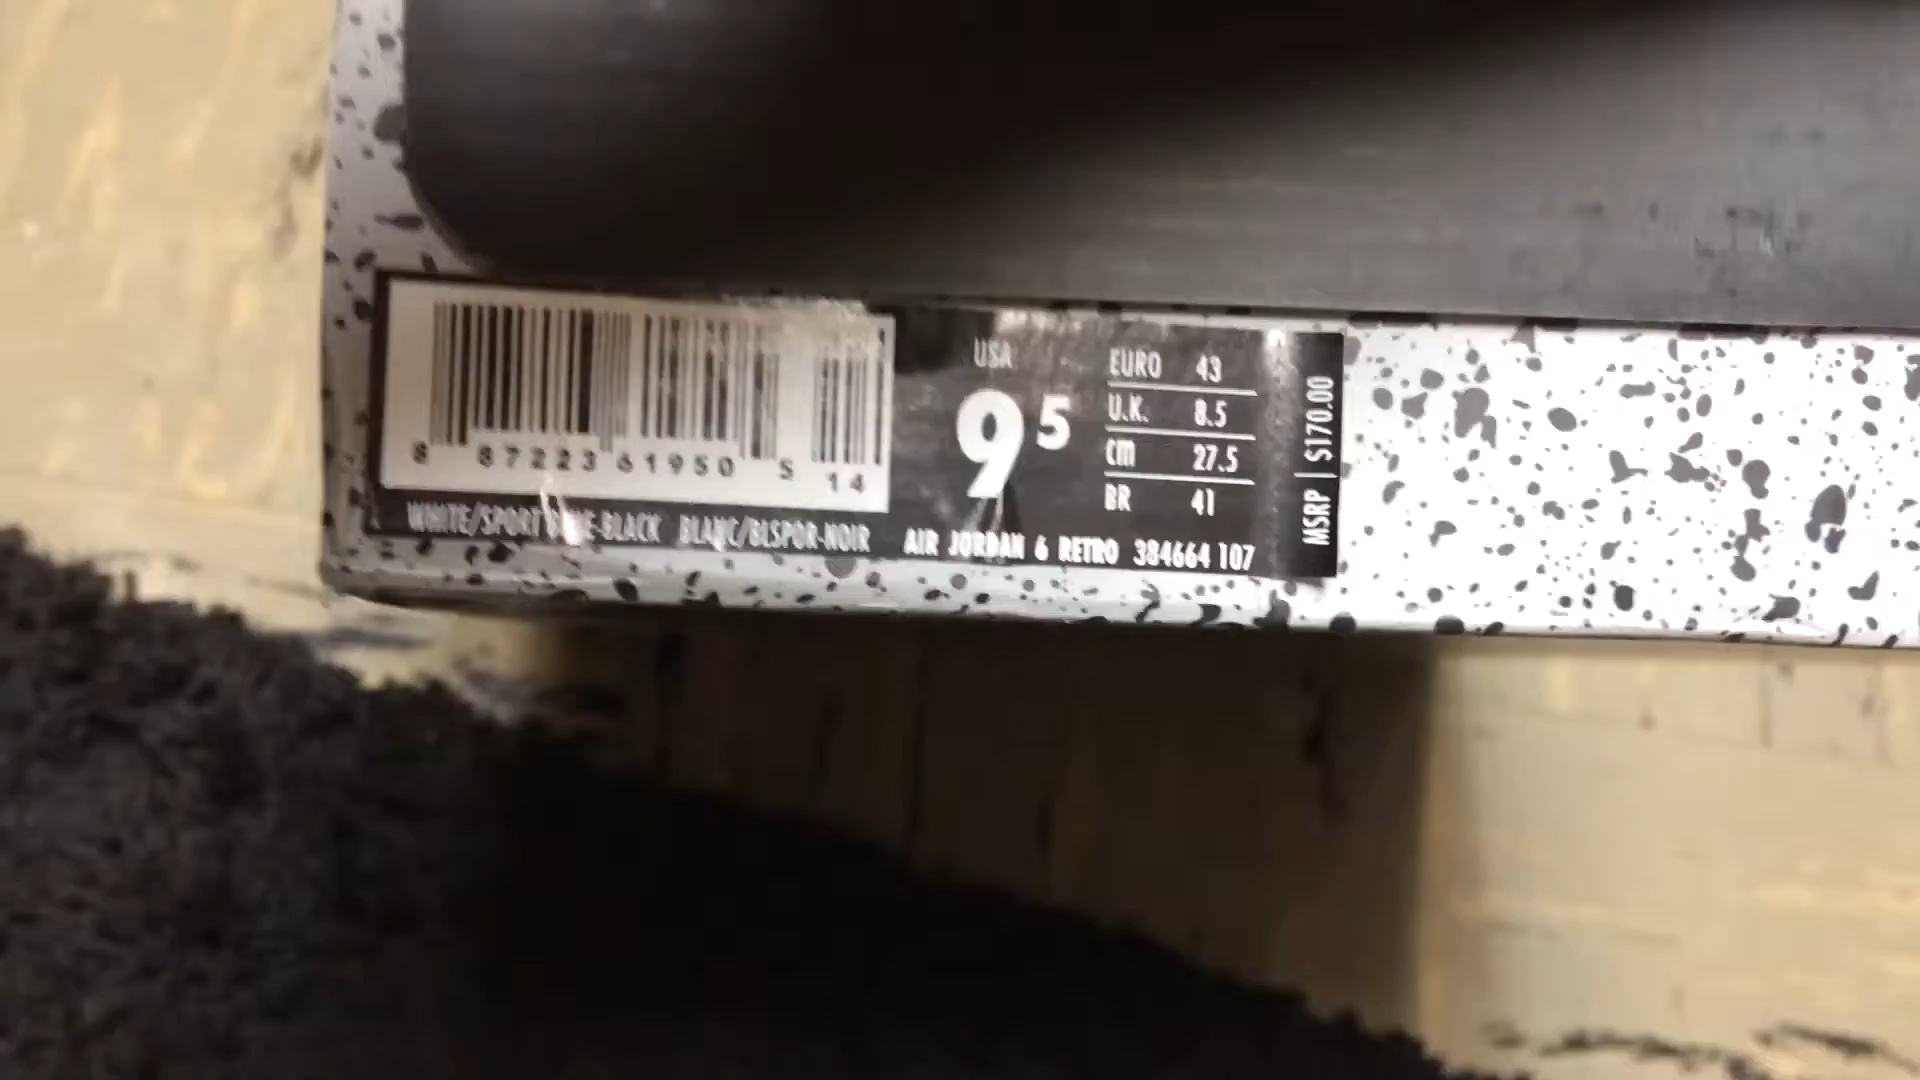 8 87223 61950 5 14
WHITE/SPORT BLUE-BLACK BLANC/BLSPOR-NOIR
USA
9 5
EURO 43
U.K. 8.5
CM 27.5
BR 41
AIR JORDAN 6 RETRO 384664 107
MSRP | $170.00